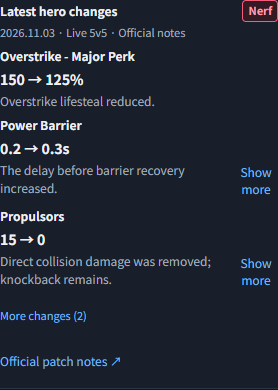 Latest hero changes
Nerf
2026.11.03 · Live 5v5 · Official notes
Overstrike - Major Perk
150 → 125%
Overstrike lifesteal reduced.
Power Barrier
0.2 → 0.3s
The delay before barrier recovery
increased.
Show
more
Propulsors
15 → 0
Direct collision damage was removed;
knockback remains.
Show
more
More changes (2)
Official patch notes ↗